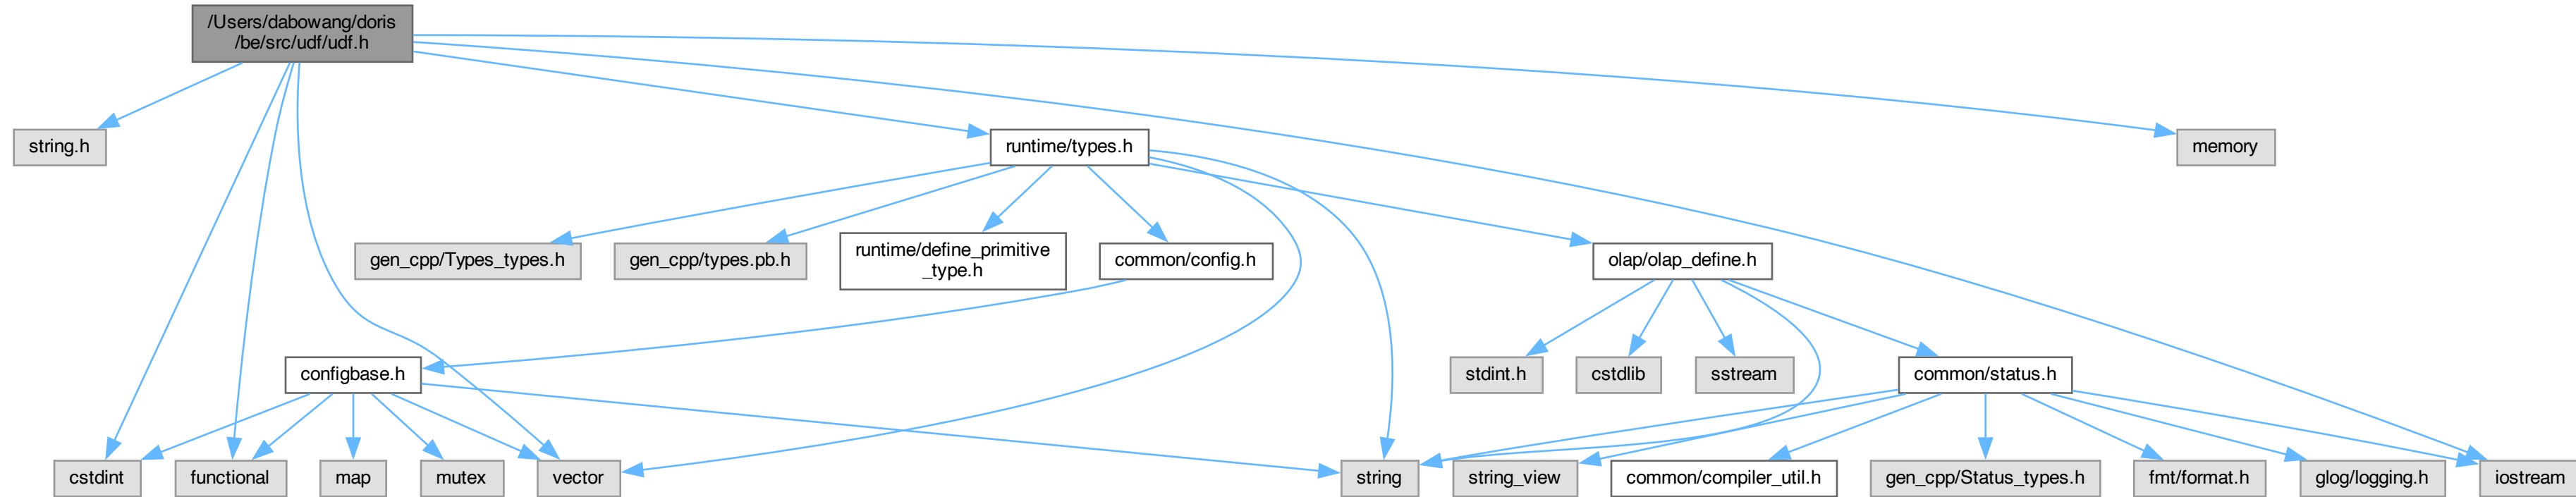 /Users/dabowang/doris
/be/src/udf/udf.h
string.h
runtime/types.h
memory
gen_cpp/Types_types.h
gen_cpp/types.pb.h
runtime/define_primitive
_type.h
common/config.h
olap/olap_define.h
configbase.h
stdint.h
cstdlib
sstream
common/status.h
cstdint
functional
map
mutex
vector
string
string_view
common/compiler_util.h
gen_cpp/Status_types.h
fmt/format.h
glog/logging.h
iostream